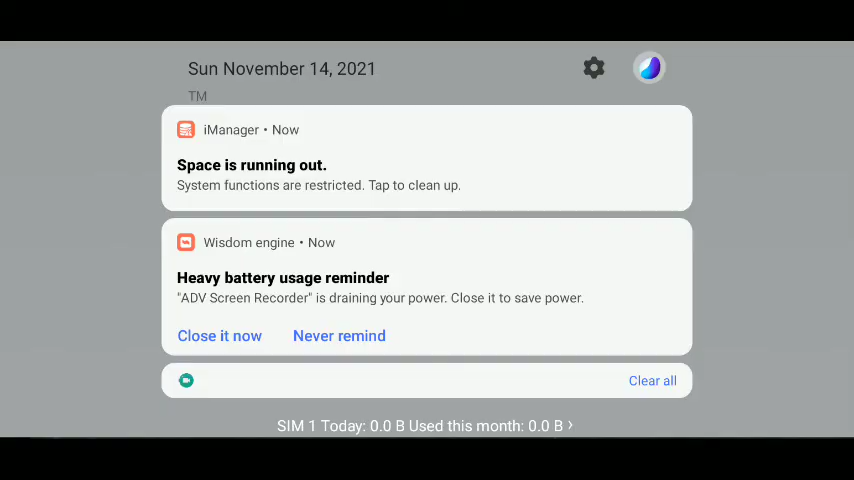 Sun November 14, 2021
TM
iManager • Now
Space is running out.
System functions are restricted. Tap to clean up.
Wisdom engine • Now
Heavy battery usage reminder
"ADV Screen Recorder" is draining your power. Close it to save power.
Close it now Never remind
Clear all
SIM 1 Today: 0.0 B Used this month: 0.0 B ›